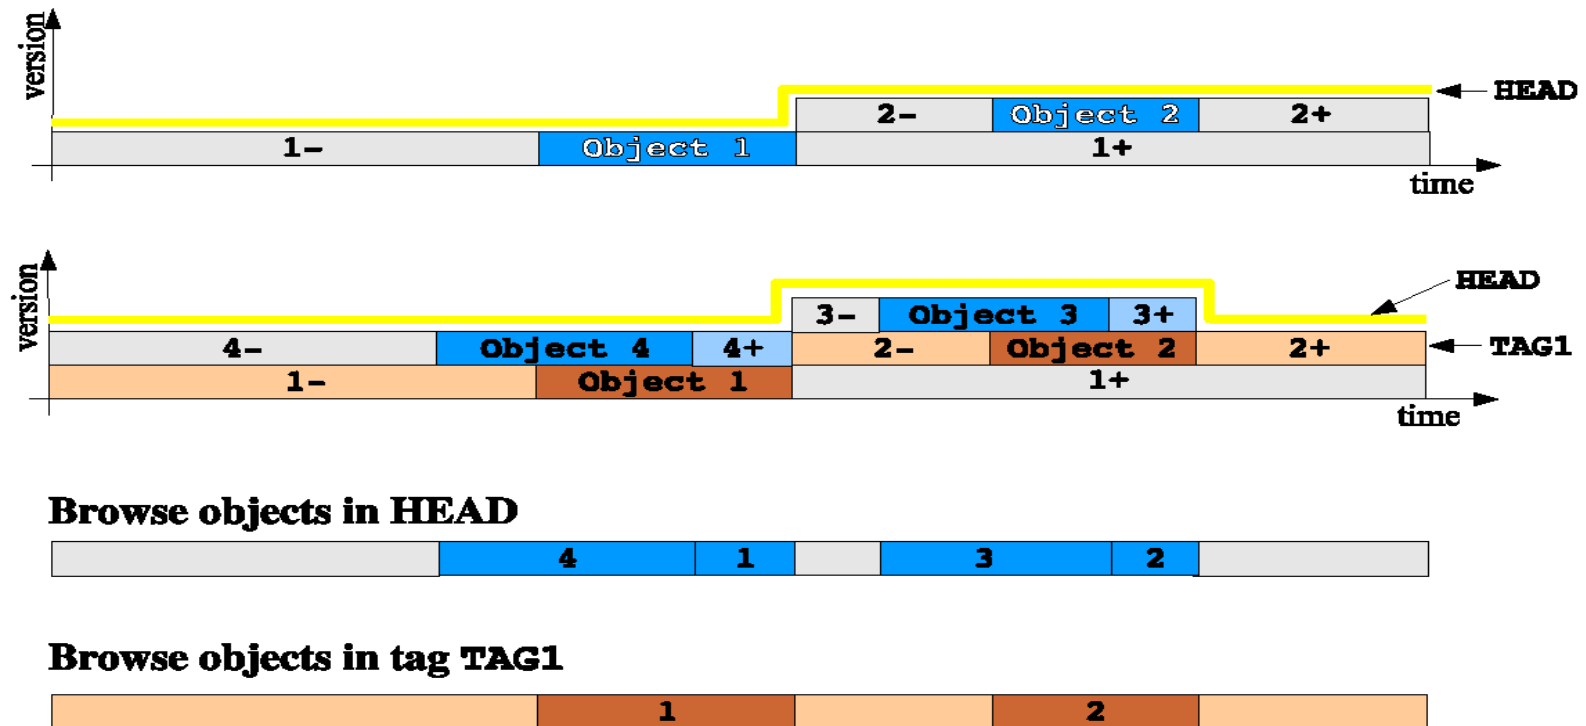 version
HEAD
2- Object 2 2+
1- Object 1 1+
time
version
HEAD
3- Object 3 3+
4- Object 4 4+ 2- Object 2 2+ TAG1
1- Object 1 1+
time
Browse objects in HEAD
4 1 3 2
Browse objects in tag TAG1
1 2